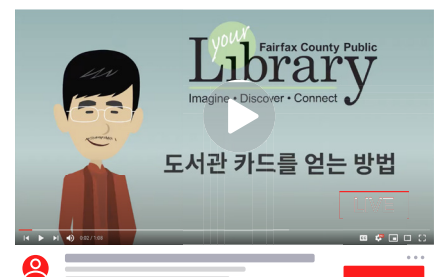 your
Fairfax County Public
Library
Imagine • Discover • Connect
도서관 카드를 얻는 방법
0:02 / 1:09